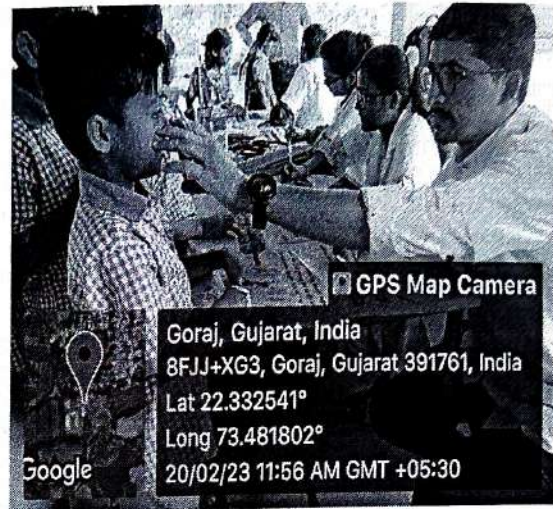 GPS Map Camera
Goraj, Gujarat, India
8FJJ+XG3, Goraj, Gujarat 391761, India
Lat 22.332541°
Long 73.481802°
20/02/23 11:56 AM GMT +05:30
Google